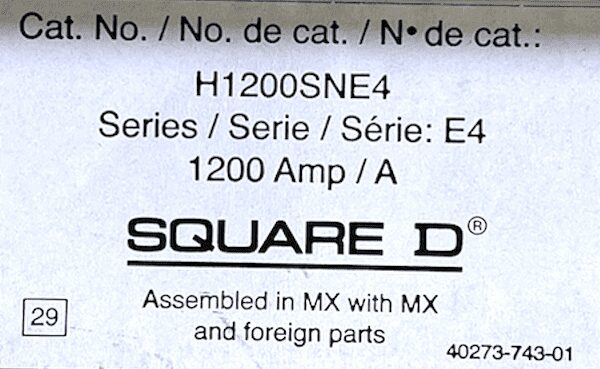 Cat. No. / No. de cat. / N• de cat.:
H1200SNE4
Series / Serie / Série: E4
1200 Amp / A
SQUARE D®
Assembled in MX with MX
29
and foreign parts
40273-743-01